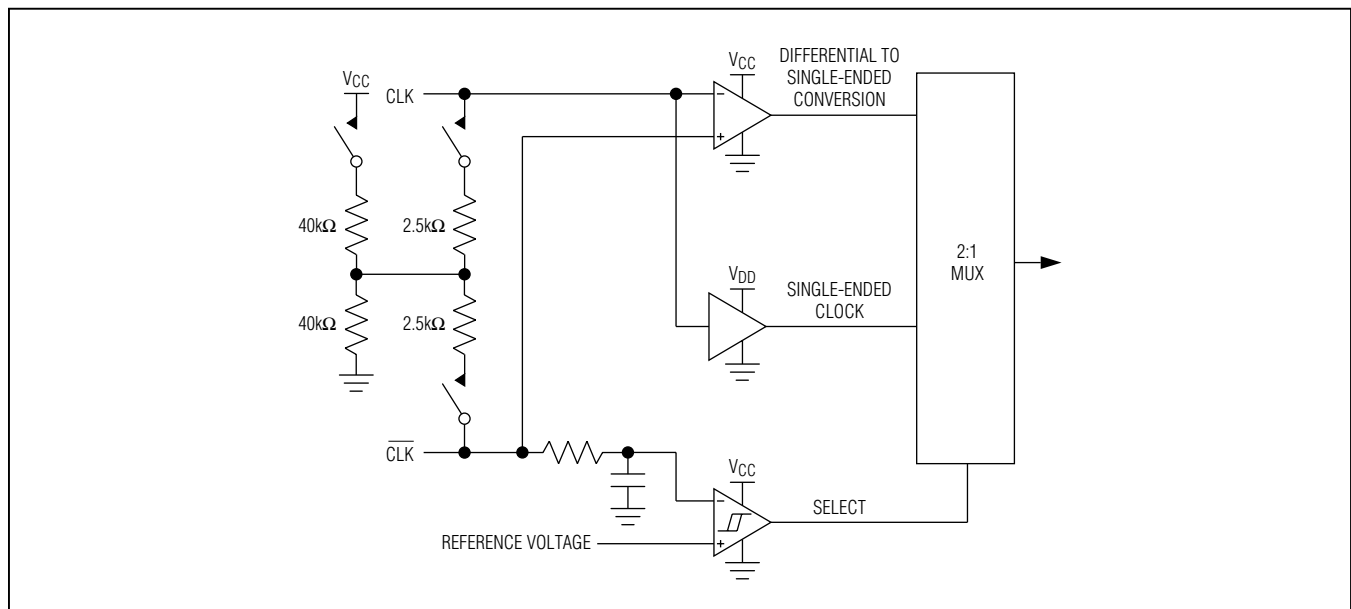 VCC
CLK
40kΩ
2.5kΩ
40kΩ
2.5kΩ
CLK
REFERENCE VOLTAGE
VCC
DIFFERENTIAL TO
SINGLE-ENDED
CONVERSION
−
+
VDD
SINGLE-ENDED
CLOCK
VCC
−
+
SELECT
2:1
MUX